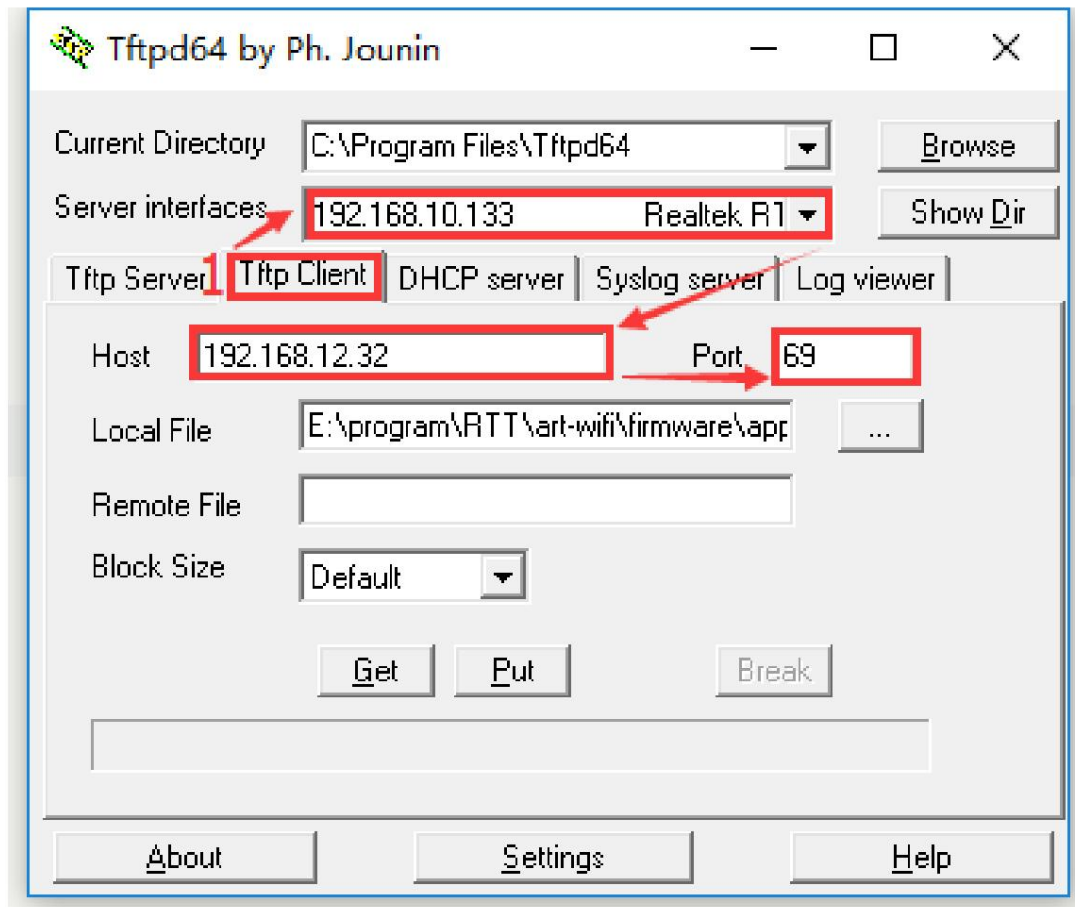 Tftpd64 by Ph. Jounin
Current Directory C:\Program Files\Tftpd64 Browse
Server interfaces 192.168.10.133 Realtek RT Show Dir
Tftp Server 1 Tftp Client DHCP server Syslog server Log viewer
Host 192.168.12.32 Port 69
Local File E:\program\RTT\art-wifi\firmware\app ...
Remote File
Block Size Default
Get Put Break
About Settings Help